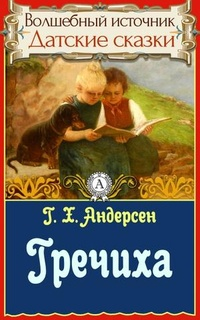 Волшебный источник
Датские сказки
А
Г. Х. Андерсен
Гречиха